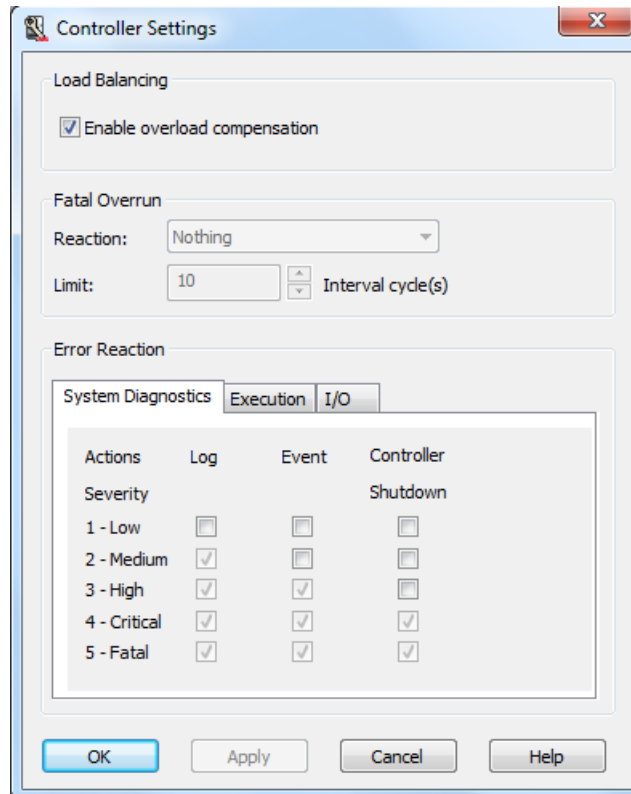 Controller Settings
Load Balancing
Enable overload compensation
Fatal Overrun
Reaction: Nothing
Limit: 10 Interval cycle(s)
Error Reaction
System Diagnostics Execution I/O
Actions Log Event Controller
Severity Shutdown
1 - Low
2 - Medium
3 - High
4 - Critical
5 - Fatal
OK Apply Cancel Help